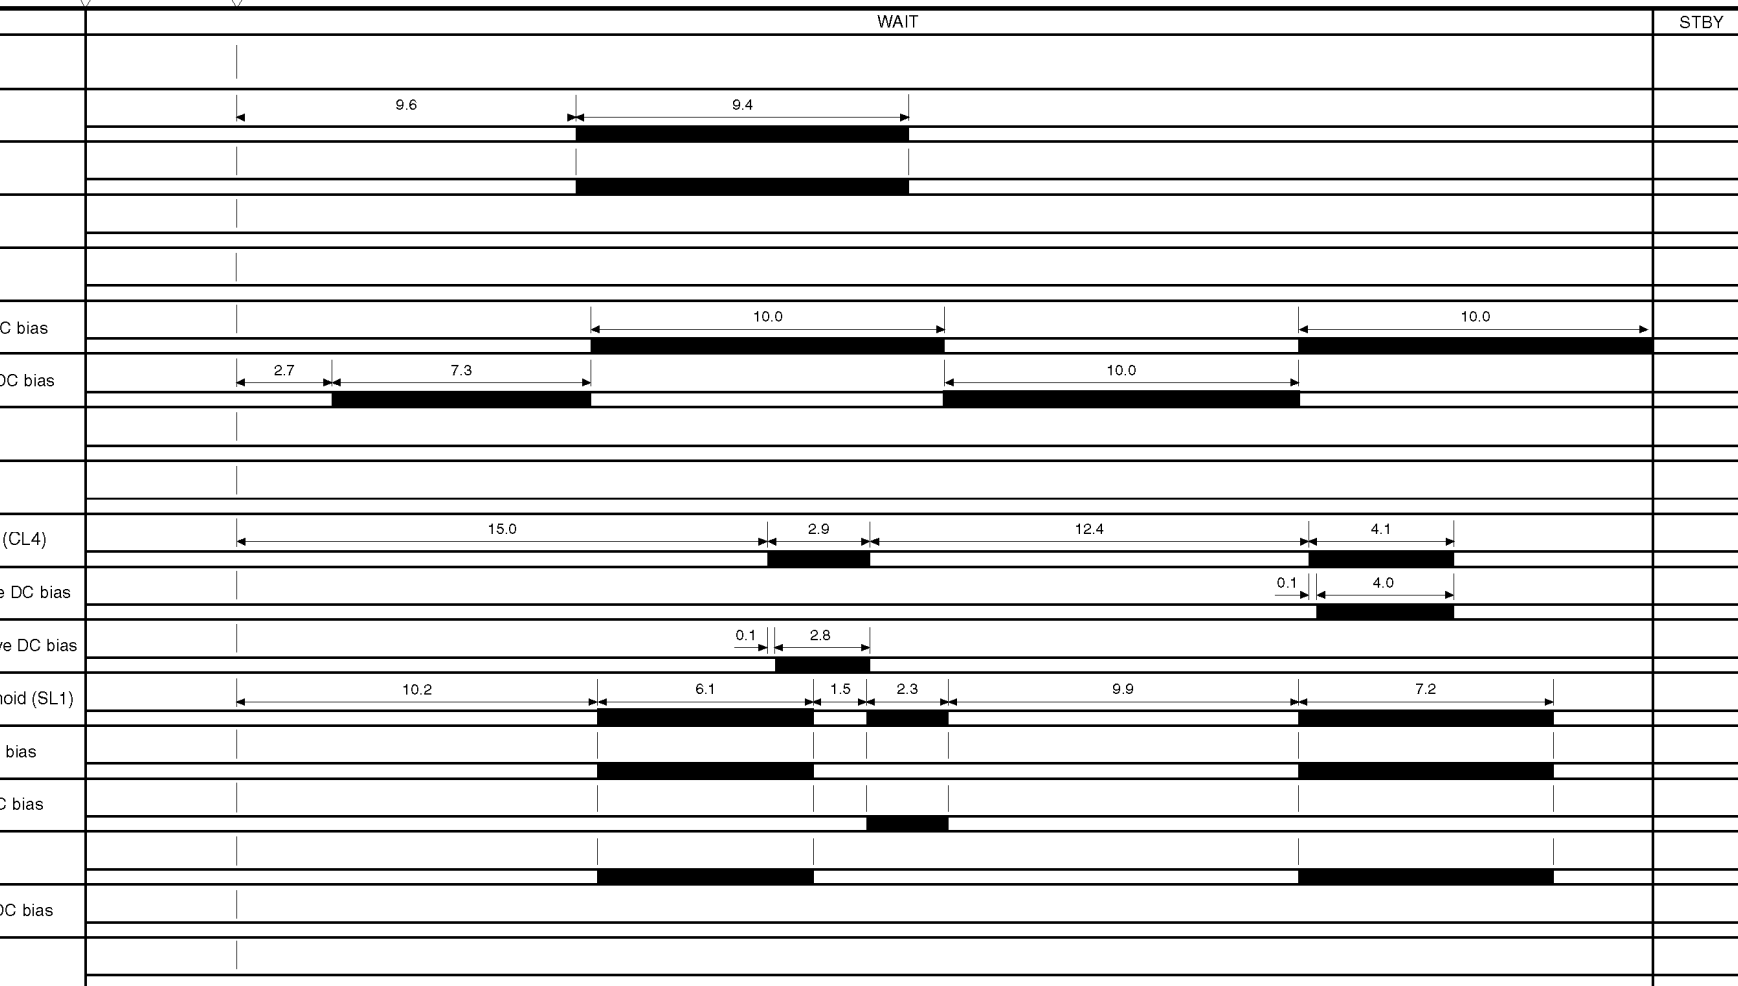 WAIT STBY
9.6 9.4
10.0 10.0
C bias
2.7 7.3 10.0
DC bias
15.0 2.9 12.4 4.1
(CL4)
0.1 4.0
e DC bias
0.1 2.8
ve DC bias
10.2 6.1 1.5 2.3 9.9 7.2
noid (SL1)
bias
C bias
DC bias